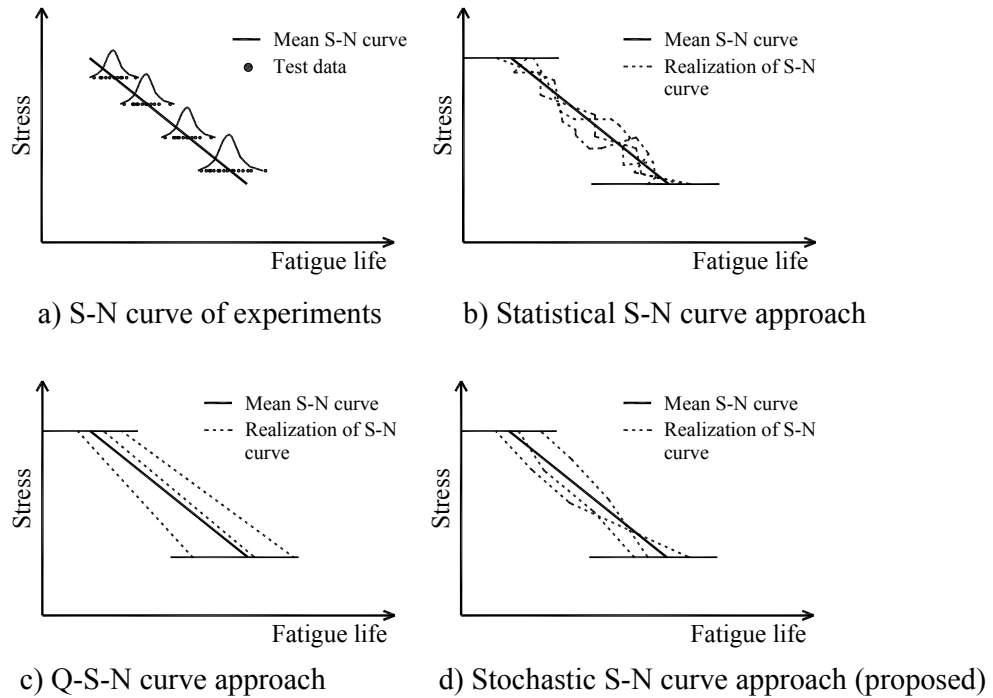 Mean S-N curve
Test data
Stress
Fatigue life
a) S-N curve of experiments
Mean S-N curve
Realization of S-N
curve
Stress
Fatigue life
b) Statistical S-N curve approach
Mean S-N curve
Realization of S-N
curve
Stress
Fatigue life
c) Q-S-N curve approach
Mean S-N curve
Realization of S-N
curve
Stress
Fatigue life
d) Stochastic S-N curve approach (proposed)